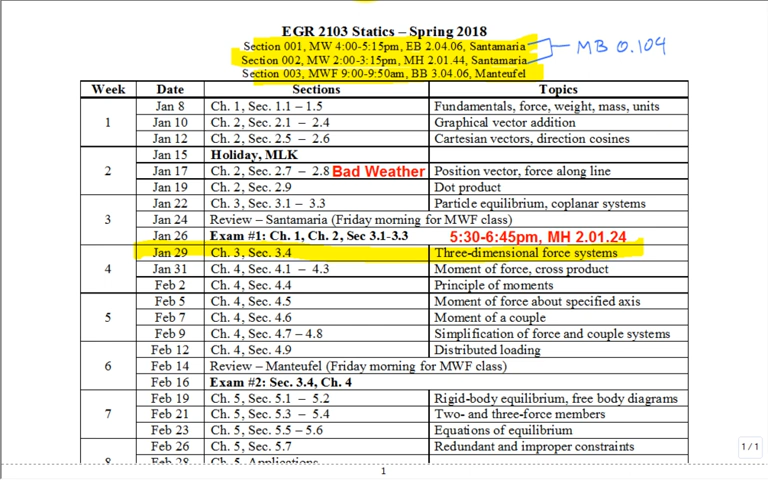 EGR 2103 Statics – Spring 2018
Section 001, MW 4:00-5:15pm, EB 2.04.06, Santamaria
MB 0.104
Section 002, MW 2:00-3:15pm, MH 2.01.44, Santamaria
Section 003, MWF 9:00-9:50am, BB 3.04.06, Manteufel
Week Date Sections Topics
Jan 8 Ch. 1, Sec. 1.1 – 1.5 Fundamentals, force, weight, mass, units
1 Jan 10 Ch. 2, Sec. 2.1 – 2.4 Graphical vector addition
Jan 12 Ch. 2, Sec. 2.5 – 2.6 Cartesian vectors, direction cosines
Jan 15 Holiday, MLK
2 Jan 17 Ch. 2, Sec. 2.7 – 2.8 Bad Weather Position vector, force along line
Jan 19 Ch. 2, Sec. 2.9 Dot product
Jan 22 Ch. 3, Sec. 3.1 – 3.3 Particle equilibrium, coplanar systems
3 Jan 24 Review – Santamaria (Friday morning for MWF class)
Jan 26 Exam #1: Ch. 1, Ch. 2, Sec 3.1-3.3 5:30-6:45pm, MH 2.01.24
Jan 29 Ch. 3, Sec. 3.4 Three-dimensional force systems
4 Jan 31 Ch. 4, Sec. 4.1 – 4.3 Moment of force, cross product
Feb 2 Ch. 4, Sec. 4.4 Principle of moments
Feb 5 Ch. 4, Sec. 4.5 Moment of force about specified axis
5 Feb 7 Ch. 4, Sec. 4.6 Moment of a couple
Feb 9 Ch. 4, Sec. 4.7 – 4.8 Simplification of force and couple systems
Feb 12 Ch. 4, Sec. 4.9 Distributed loading
6 Feb 14 Review – Manteufel (Friday morning for MWF class)
Feb 16 Exam #2: Sec. 3.4, Ch. 4
Feb 19 Ch. 5, Sec. 5.1 – 5.2 Rigid-body equilibrium, free body diagrams
7 Feb 21 Ch. 5, Sec. 5.3 – 5.4 Two- and three-force members
Feb 23 Ch. 5, Sec. 5.5 – 5.6 Equations of equilibrium
Feb 26 Ch. 5, Sec. 5.7 Redundant and improper constraints
1 / 1
8 Feb 28 Ch. 5, Applications
1